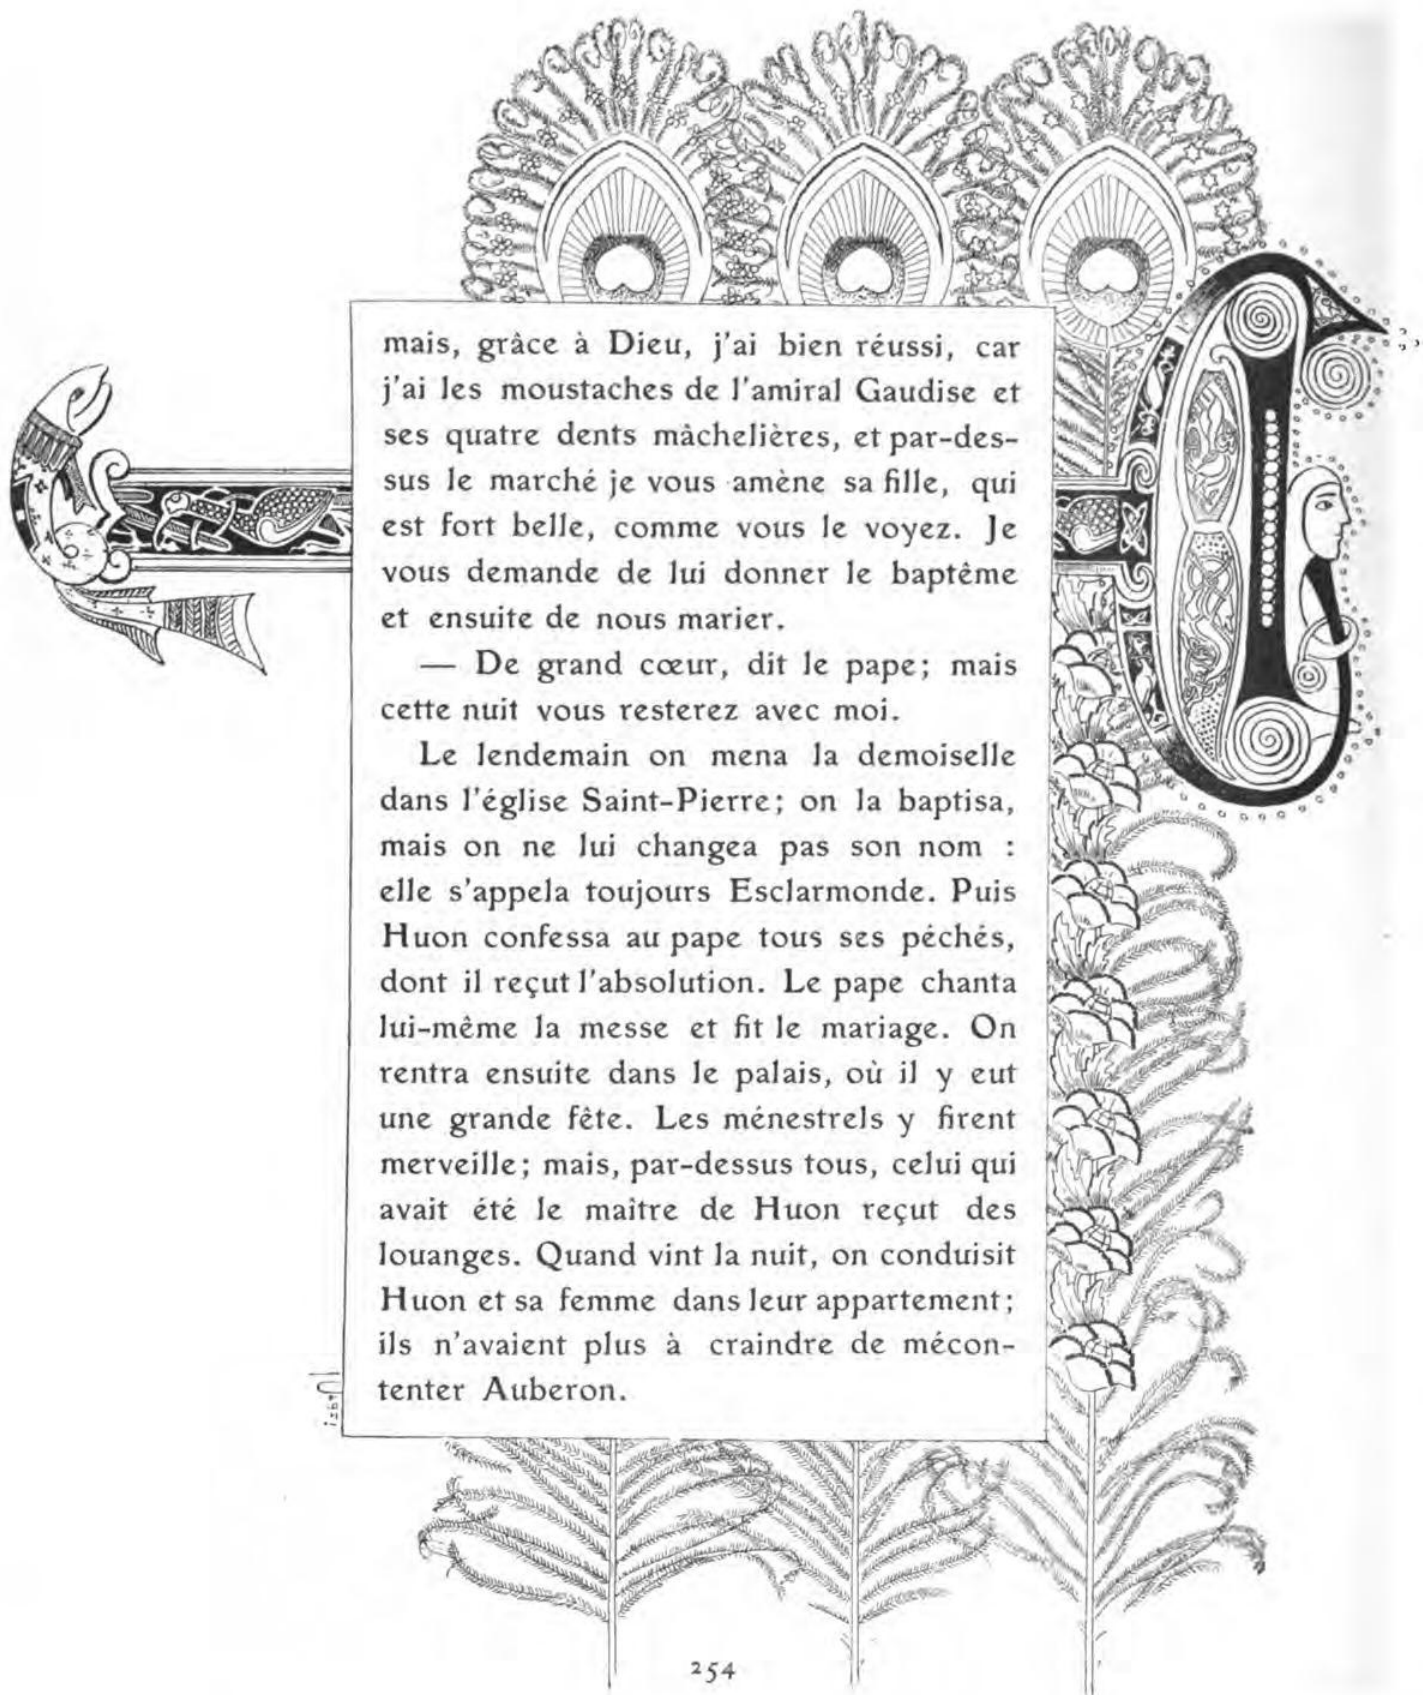 mais, grâce à Dieu, j'ai bien réussi, car
j'ai les moustaches de l'amiral Gaudise et
ses quatre dents mâchelières, et par-des-
sus le marché je vous amène sa fille, qui
est fort belle, comme vous le voyez. Je
vous demande de lui donner le baptême
et ensuite de nous marier.
— De grand cœur, dit le pape; mais
cette nuit vous resterez avec moi.
Le lendemain on mena la demoiselle
dans l'église Saint-Pierre; on la baptisa,
mais on ne lui changea pas son nom :
elle s'appela toujours Esclarmonde. Puis
Huon confessa au pape tous ses péchés,
dont il reçut l'absolution. Le pape chanta
lui-même la messe et fit le mariage. On
rentra ensuite dans le palais, où il y eut
une grande fête. Les ménestrels y firent
merveille; mais, par-dessus tous, celui qui
avait été le maître de Huon reçut des
louanges. Quand vint la nuit, on conduisit
Huon et sa femme dans leur appartement;
ils n'avaient plus à craindre de mécon-
tenter Auberon.
254